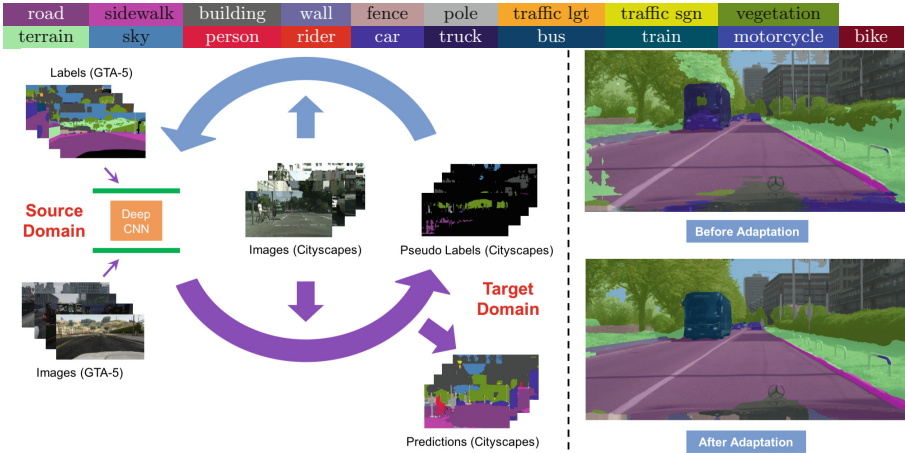 road sidewalk building wall fence pole traffic lgt traffic sgn vegetation
terrain sky person rider car truck bus train motorcycle bike
Labels (GTA-5)
Source
Domain
Deep
CNN
Images (Cityscapes)
Pseudo Labels (Cityscapes)
Target
Domain
Images (GTA-5)
Predictions (Cityscapes)
Before Adaptation
After Adaptation